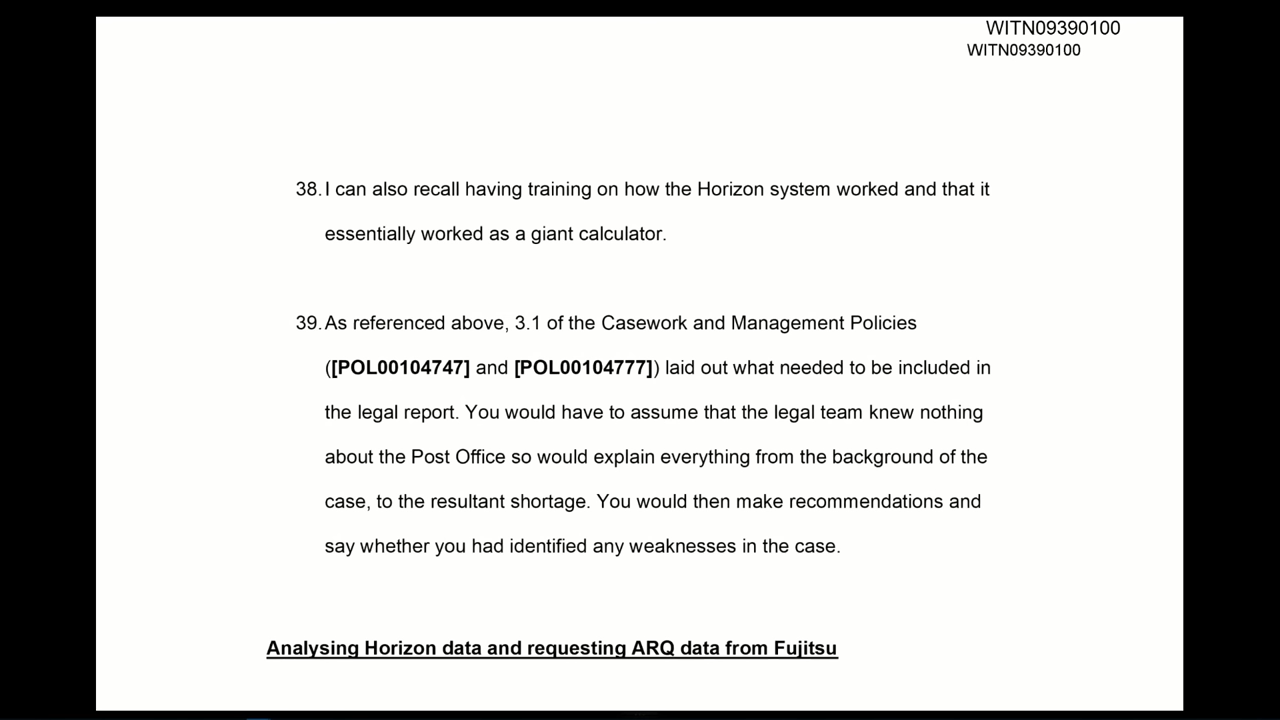 WITN09390100
WITN09390100
38. I can also recall having training on how the Horizon system worked and that it
essentially worked as a giant calculator.
39. As referenced above, 3.1 of the Casework and Management Policies
([POL00104747] and [POL00104777]) laid out what needed to be included in
the legal report. You would have to assume that the legal team knew nothing
about the Post Office so would explain everything from the background of the
case, to the resultant shortage. You would then make recommendations and
say whether you had identified any weaknesses in the case.
Analysing Horizon data and requesting ARQ data from Fujitsu